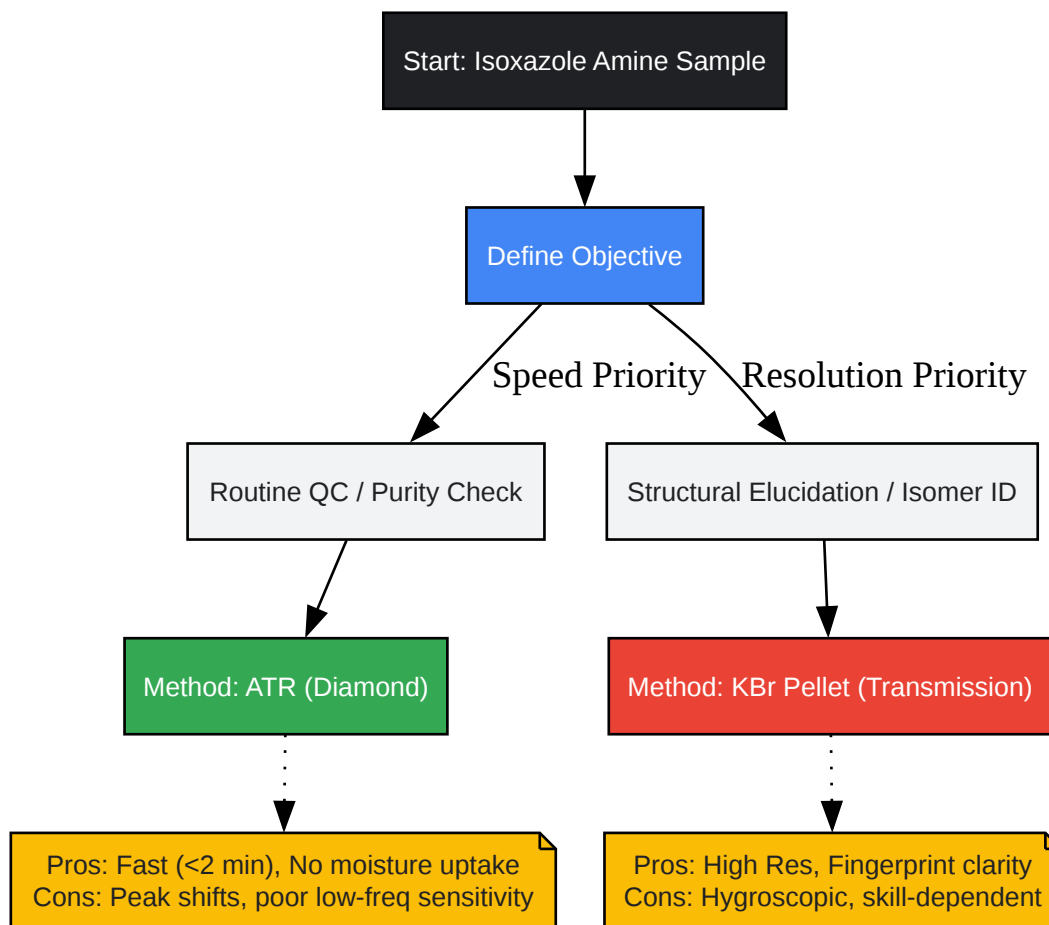 Start: Isoxazole Amine Sample
Define Objective
Speed Priority
Resolution Priority
Routine QC / Purity Check
Structural Elucidation / Isomer ID
Method: ATR (Diamond)
Method: KBr Pellet (Transmission)
Pros: Fast (<2 min), No moisture uptake
Cons: Peak shifts, poor low-freq sensitivity
Pros: High Res, Fingerprint clarity
Cons: Hygroscopic, skill-dependent